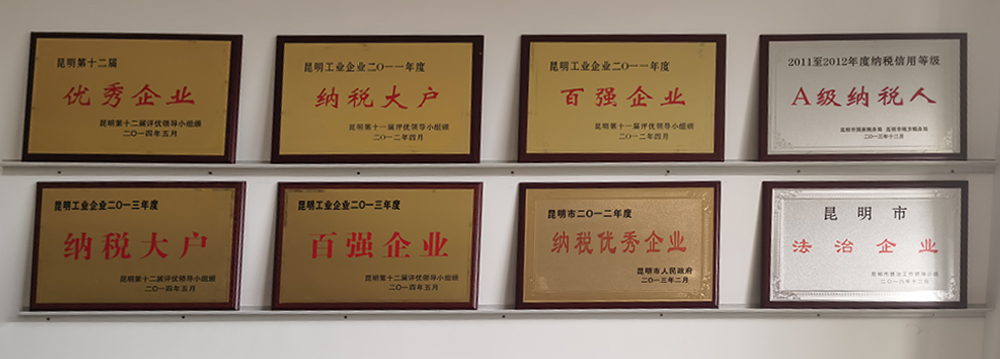 昆明第十二届
优秀企业
昆明第十二届评优领导小组颁
二〇一四年五月
昆明工业企业二〇一一年度
纳税大户
昆明第十一届评优领导小组颁
二〇一二年四月
昆明工业企业二〇一一年度
百强企业
昆明第十一届评优领导小组颁
二〇一二年四月
2011至2012年度纳税信用等级
A级纳税人
昆明市国家税务局 昆明市地方税务局
二〇一三年十二月
昆明工业企业二〇一三年度
纳税大户
昆明第十二届评优领导小组颁
二〇一四年五月
昆明工业企业二〇一三年度
百强企业
昆明第十二届评优领导小组颁
二〇一四年五月
昆明市二〇一二年度
纳税优秀企业
昆明市人民政府
二〇一三年二月
昆明市
法治企业